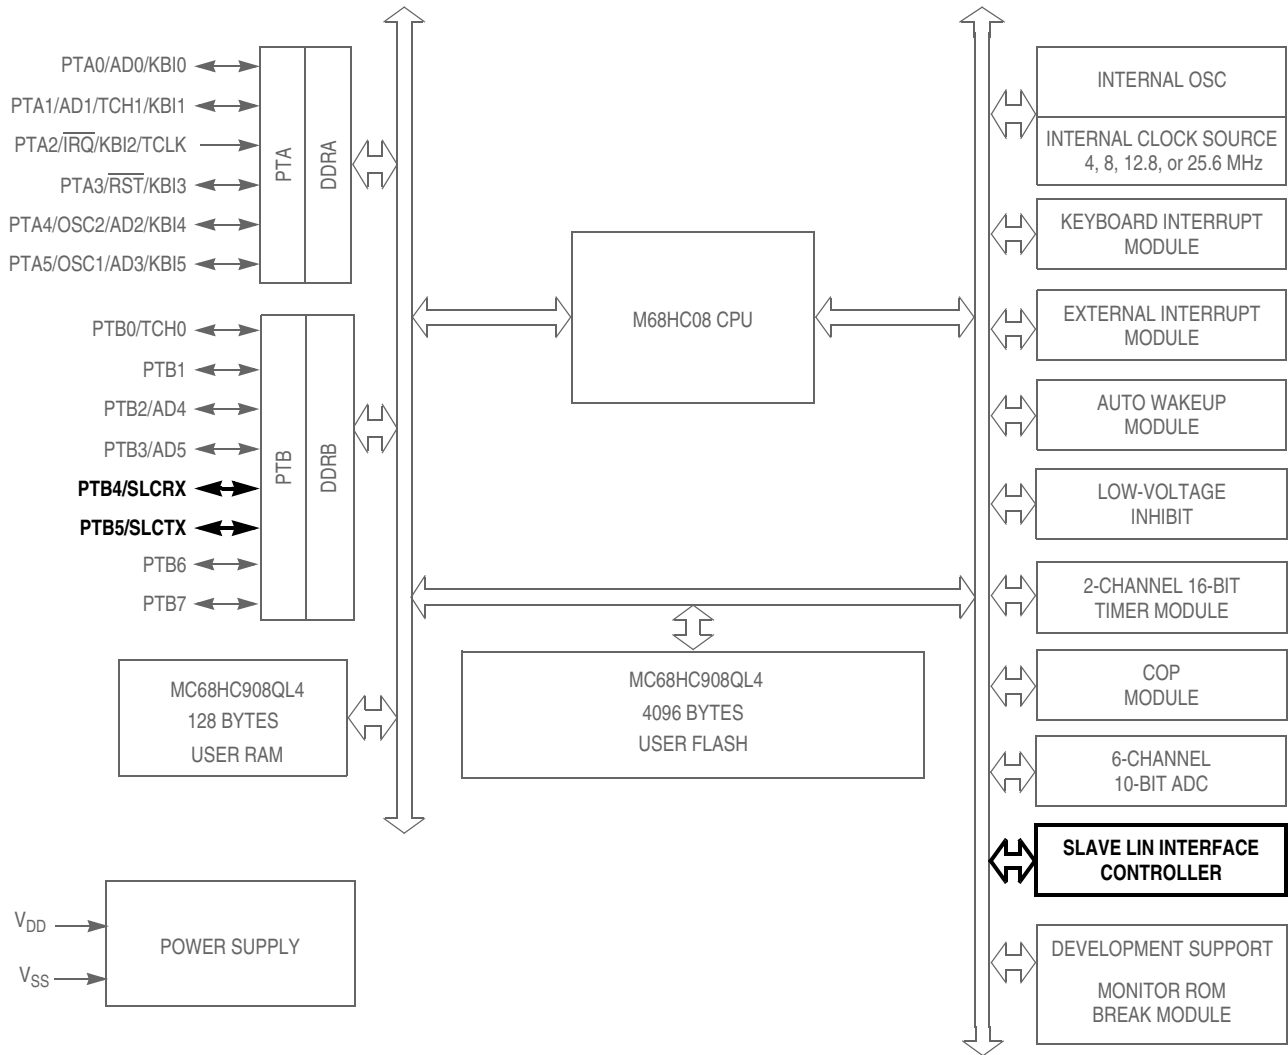 PTA0/AD0/KBI0
PTA1/AD1/TCH1/KBI1
PTA2/IRQ/KBI2/TCLK
PTA3/RST/KBI3
PTA4/OSC2/AD2/KBI4
PTA5/OSC1/AD3/KBI5
PTA
DDRA
PTB0/TCH0
PTB1
PTB2/AD4
PTB3/AD5
PTB4/SLCRX
PTB5/SLCTX
PTB6
PTB7
PTB
DDRB
M68HC08 CPU
MC68HC908QL4
128 BYTES
USER RAM
MC68HC908QL4
4096 BYTES
USER FLASH
VDD
VSS
POWER SUPPLY
INTERNAL OSC
INTERNAL CLOCK SOURCE
4, 8, 12.8, or 25.6 MHz
KEYBOARD INTERRUPT
MODULE
EXTERNAL INTERRUPT
MODULE
AUTO WAKEUP
MODULE
LOW-VOLTAGE
INHIBIT
2-CHANNEL 16-BIT
TIMER MODULE
COP
MODULE
6-CHANNEL
10-BIT ADC
SLAVE LIN INTERFACE
CONTROLLER
DEVELOPMENT SUPPORT
MONITOR ROM
BREAK MODULE